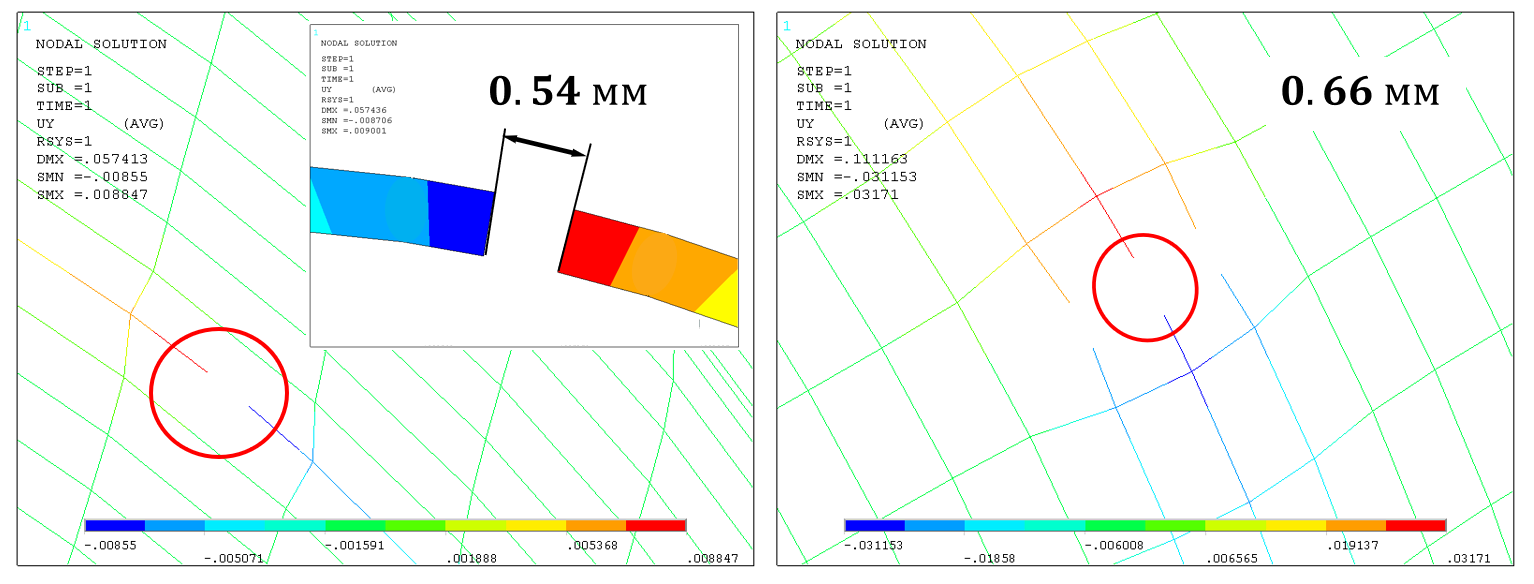 1
NODAL SOLUTION
STEP=1
SUB =1
TIME=1
UY (AVG)
RSYS=1
DMX =.057413
SMN =-.00855
SMX =.008847
1
NODAL SOLUTION
STEP=1
SUB =1
TIME=1
UY (AVG)
RSYS=1
DMX =.057436
SMN =-.008706
SMX =.009001
0.54 мм
-.00855 -.001591 .005368
-.005071 .001888 .008847
1
NODAL SOLUTION
STEP=1
SUB =1
TIME=1
UY (AVG)
RSYS=1
DMX =.111163
SMN =-.031153
SMX =.03171
0.66 мм
-.031153 -.006008 .019137
-.01858 .006565 .03171